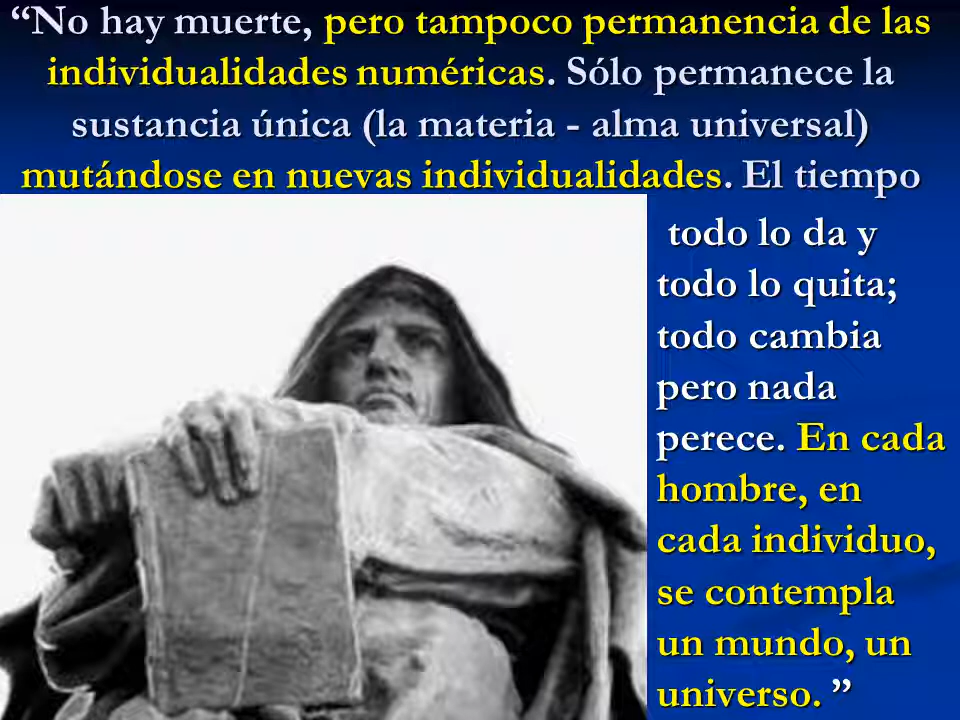 “No hay muerte, pero tampoco permanencia de las
individualidades numéricas. Sólo permanece la
sustancia única (la materia - alma universal)
mutándose en nuevas individualidades. El tiempo
todo lo da y
todo lo quita;
todo cambia
pero nada
perece. En cada
hombre, en
cada individuo,
se contempla
un mundo, un
universo. ”